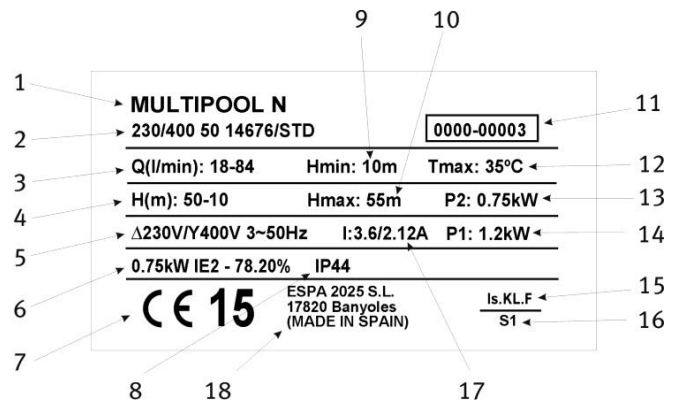 9 10
1 MULTIPOOL N 11
2 230/400 50 14676/STD 0000-00003
3 Q(l/min): 18-84 Hmin: 10m Tmax: 35ºC 12
4 H(m): 50-10 Hmax: 55m P2: 0.75kW 13
5 Δ230V/Y400V 3~50Hz I:3.6/2.12A P1: 1.2kW 14
6 0.75kW IE2 - 78.20% IP44
7 CE 15 ESPA 2025 S.L. Is.KL.F 15
17820 Banyoles S1 16
(MADE IN SPAIN)
8 18 17